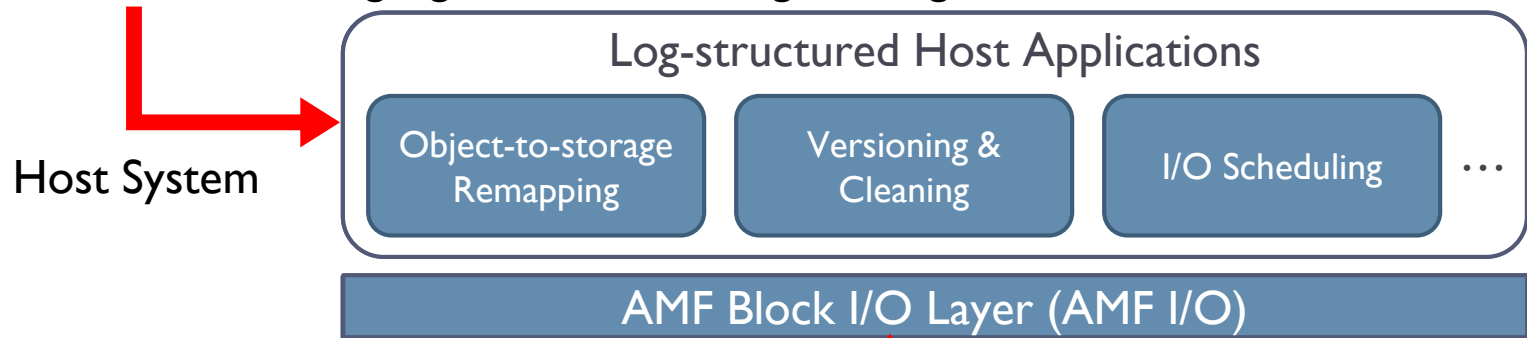 Log-structured Host Applications
Object-to-storage
Remapping
Versioning &
Cleaning
I/O Scheduling
...
Host System
AMF Block I/O Layer (AMF I/O)